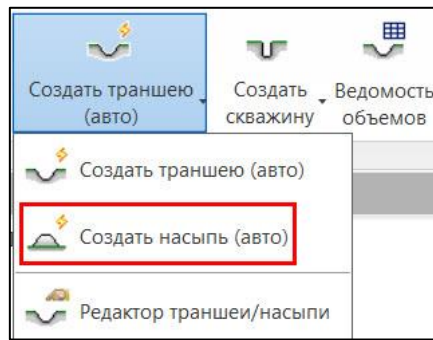 Создать траншею Создать Ведомость
(авто) скважину объемов
Создать траншею (авто)
Создать насыпь (авто)
Редактор траншеи/насыпи